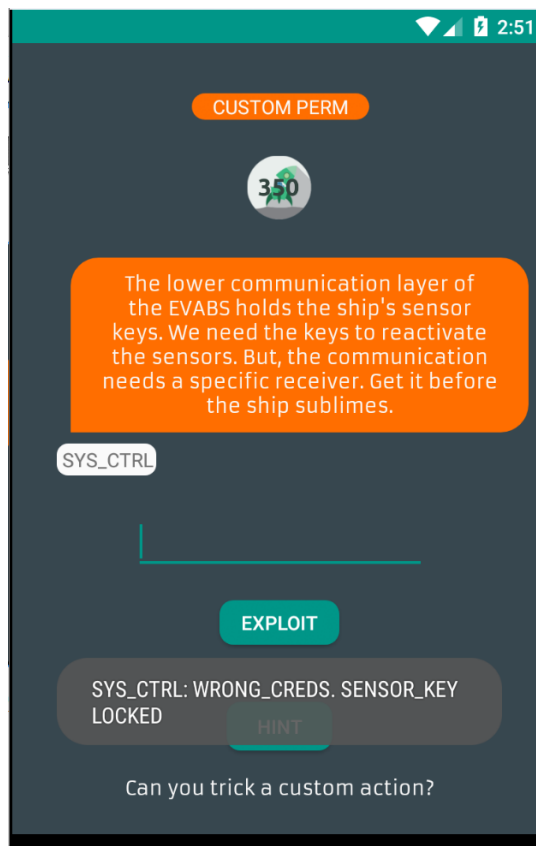 2:51
CUSTOM PERM
350
The lower communication layer of
the EVABS holds the ship's sensor
keys. We need the keys to reactivate
the sensors. But, the communication
needs a specific receiver. Get it before
the ship sublimes.
SYS_CTRL
EXPLOIT
SYS_CTRL: WRONG_CREDS. SENSOR_KEY
LOCKED
HINT
Can you trick a custom action?